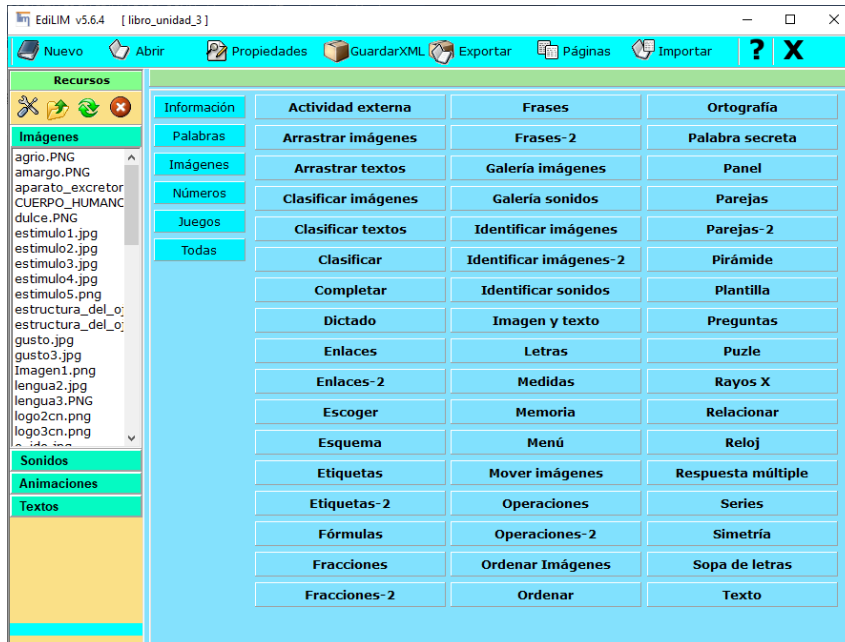 EdiLIM v5.6.4 [ libro_unidad_3 ]
Nuevo Abrir Propiedades GuardarXML Exportar Páginas Importar ? X
Recursos
Imágenes
agrio.PNG
amargo.PNG
aparato_excretor
CUERPO_HUMANO
dulce.PNG
estimulo1.jpg
estimulo2.jpg
estimulo3.jpg
estimulo4.jpg
estimulo5.png
estructura_del_o
estructura_del_o
gusto.jpg
gusto3.jpg
Imagen1.png
lengua2.jpg
lengua3.PNG
logo2cn.png
logo3cn.png
Sonidos
Animaciones
Textos
Información
Palabras
Imágenes
Números
Juegos
Todas
Actividad externa
Arrastrar imágenes
Arrastrar textos
Clasificar imágenes
Clasificar textos
Clasificar
Completar
Dictado
Enlaces
Enlaces-2
Escoger
Esquema
Etiquetas
Etiquetas-2
Fórmulas
Fracciones
Fracciones-2
Frases
Frases-2
Galería imágenes
Galería sonidos
Identificar imágenes
Identificar imágenes-2
Identificar sonidos
Imagen y texto
Letras
Medidas
Memoria
Menú
Mover imágenes
Operaciones
Operaciones-2
Ordenar Imágenes
Ordenar
Ortografía
Palabra secreta
Panel
Parejas
Parejas-2
Pirámide
Plantilla
Preguntas
Puzle
Rayos X
Relacionar
Reloj
Respuesta múltiple
Series
Simetría
Sopa de letras
Texto